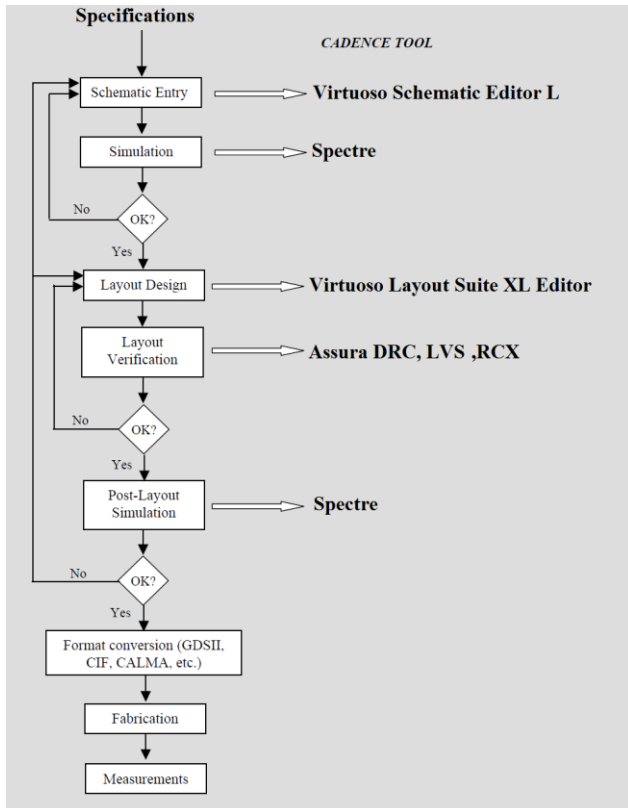 Specifications
CADENCE TOOL
Schematic Entry
Virtuoso Schematic Editor L
Simulation
Spectre
No
OK?
Yes
Layout Design
Virtuoso Layout Suite XL Editor
Layout
Verification
Assura DRC, LVS ,RCX
No
OK?
Yes
Post-Layout
Simulation
Spectre
No
OK?
Yes
Format conversion (GDSII,
CIF, CALMA, etc.)
Fabrication
Measurements